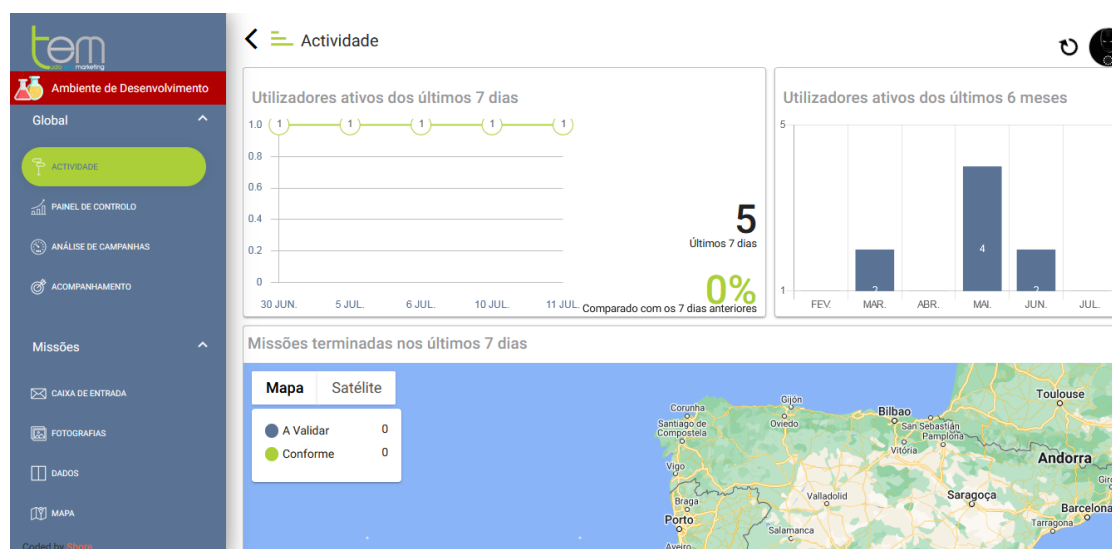 tem
marketing
Ambiente de Desenvolvimento
Global
ACTIVIDADE
PAINEL DE CONTROLO
ANÁLISE DE CAMPANHAS
ACOMPANHAMENTO
Missões
CAIXA DE ENTRADA
FOTOGRAFIAS
DADOS
MAPA
Coded by Shore
Actividade
Utilizadores ativos dos últimos 7 dias
1.0 1 1 1 1 1
0.8
0.6
0.4
0.2
0
30 JUN. 5 JUL. 6 JUL. 10 JUL. 11 JUL.
5
Últimos 7 dias
0%
Comparado com os 7 dias anteriores
Utilizadores ativos dos últimos 6 meses
5
4
2 2
1
FEV. MAR. ABR. MAI. JUN. JUL.
Missões terminadas nos últimos 7 dias
Mapa Satélite
A Validar 0
Conforme 0
Toulouse
Corunha
Gijón
Bilbao
Santiago de
Compostela
Oviedo
San Sebastián
Pamplona
Vitória
Andorra
Vigo
Braga
Valladolid
Saragoça
Barcelona
Porto
Tarragona
Salamanca
Aveiro